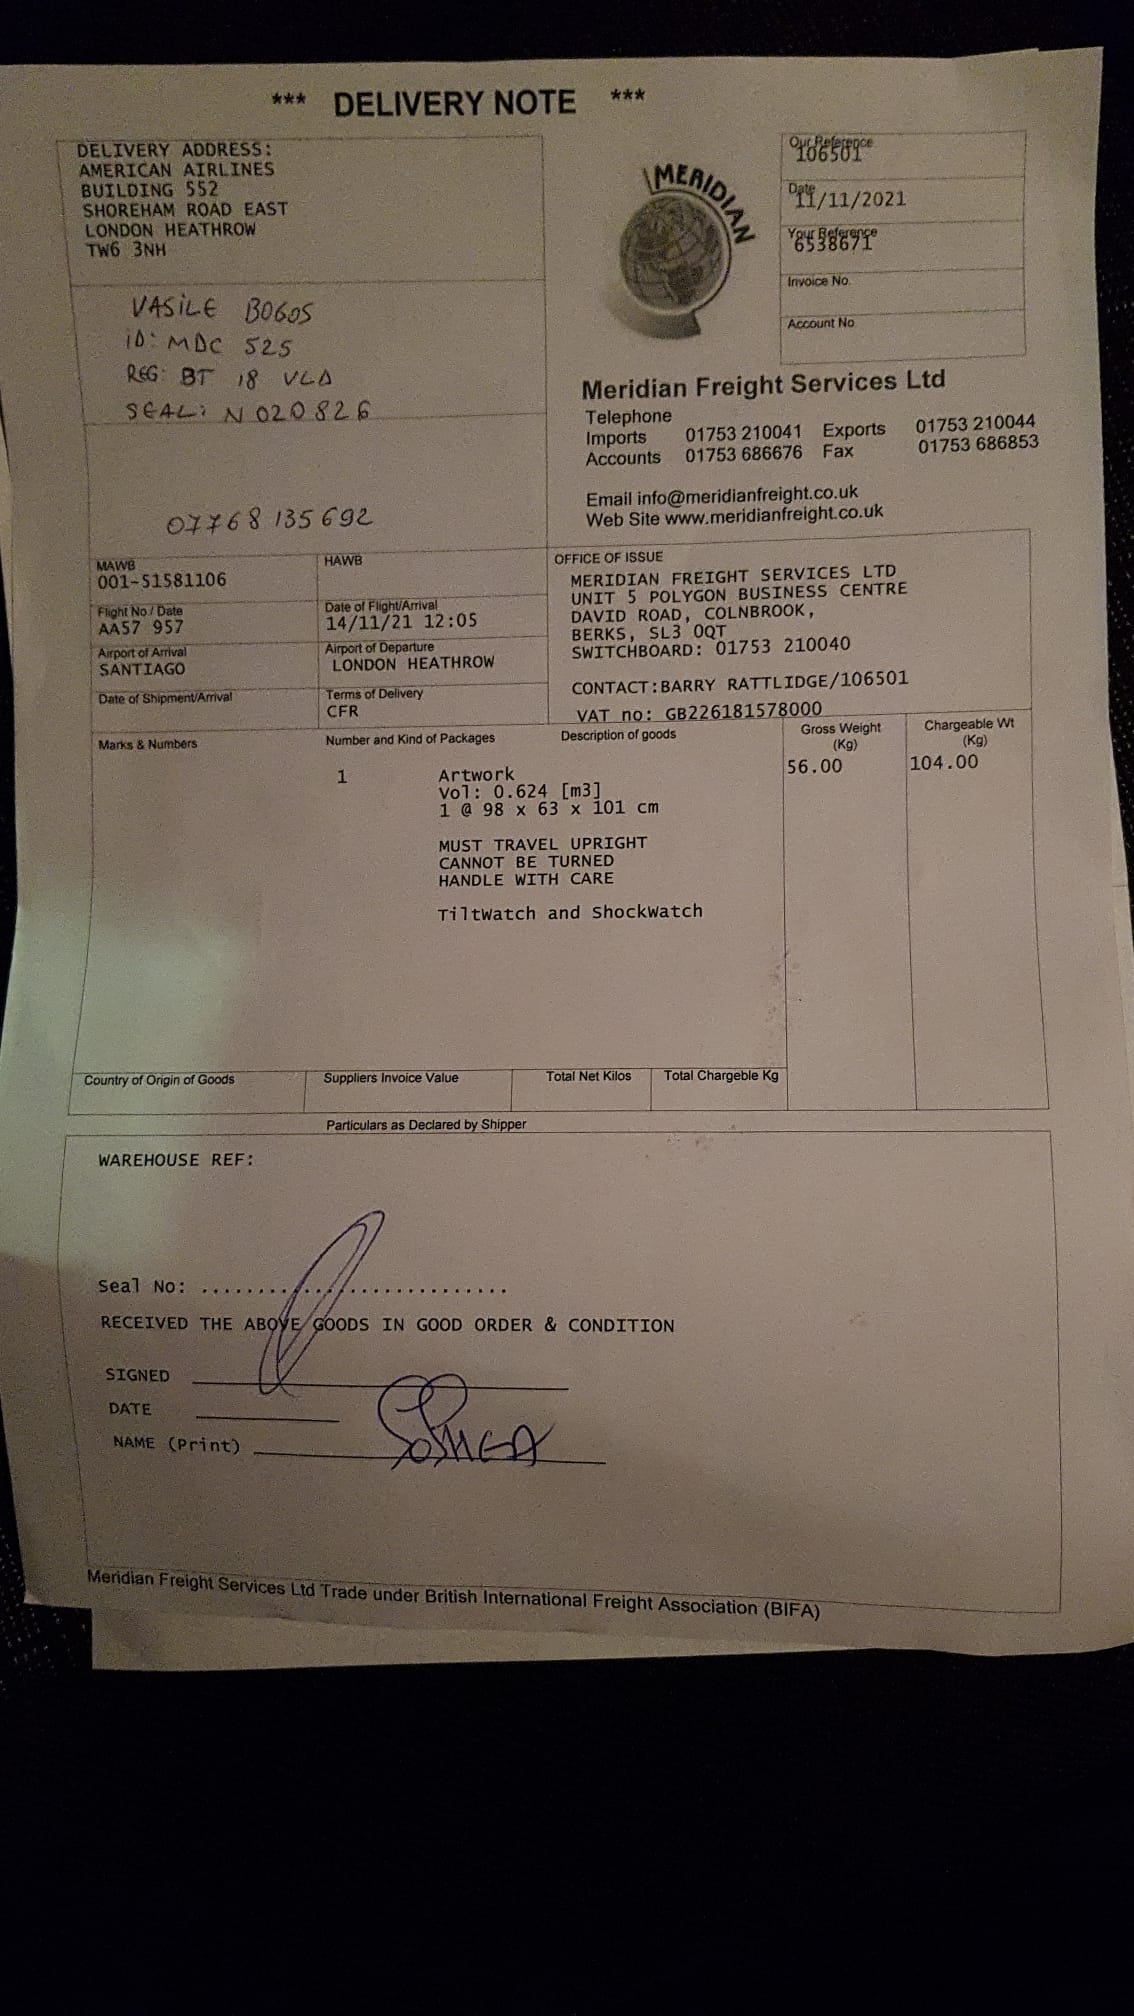 *** DELIVERY NOTE ***
DELIVERY ADDRESS:
AMERICAN AIRLINES
BUILDING 552
SHOREHAM ROAD EAST
LONDON HEATHROW
TW6 3NH
VASILE BOGOS
ID: MDC 525
REG: BT 18 VLD
SEAL: N 020826
07768 135 692
MERIDIAN
Our Reference
106501
Date
11/11/2021
Your Reference
6538671
Invoice No.
Account No
Meridian Freight Services Ltd
Telephone
Imports 01753 210041 Exports 01753 210044
Accounts 01753 686676 Fax 01753 686853
Email info@meridianfreight.co.uk
Web Site www.meridianfreight.co.uk
MAWB
001-51581106
HAWB
Flight No / Date
AA57 957
Date of Flight/Arrival
14/11/21 12:05
Airport of Arrival
SANTIAGO
Airport of Departure
LONDON HEATHROW
Date of Shipment/Arrival
Terms of Delivery
CFR
OFFICE OF ISSUE
MERIDIAN FREIGHT SERVICES LTD
UNIT 5 POLYGON BUSINESS CENTRE
DAVID ROAD, COLNBROOK,
BERKS, SL3 0QT
SWITCHBOARD: 01753 210040
CONTACT:BARRY RATTLIDGE/106501
VAT no: GB226181578000
Marks & Numbers Number and Kind of Packages Description of goods Gross Weight (Kg) Chargeable Wt (Kg)
1 Artwork 56.00 104.00
Vol: 0.624 [m3]
1 @ 98 x 63 x 101 cm
MUST TRAVEL UPRIGHT
CANNOT BE TURNED
HANDLE WITH CARE
TiltWatch and ShockWatch
Country of Origin of Goods Suppliers Invoice Value Total Net Kilos Total Chargeble Kg
Particulars as Declared by Shipper
WAREHOUSE REF:
Seal No: ..............................
RECEIVED THE ABOVE GOODS IN GOOD ORDER & CONDITION
SIGNED
DATE
NAME (Print)
Meridian Freight Services Ltd Trade under British International Freight Association (BIFA)